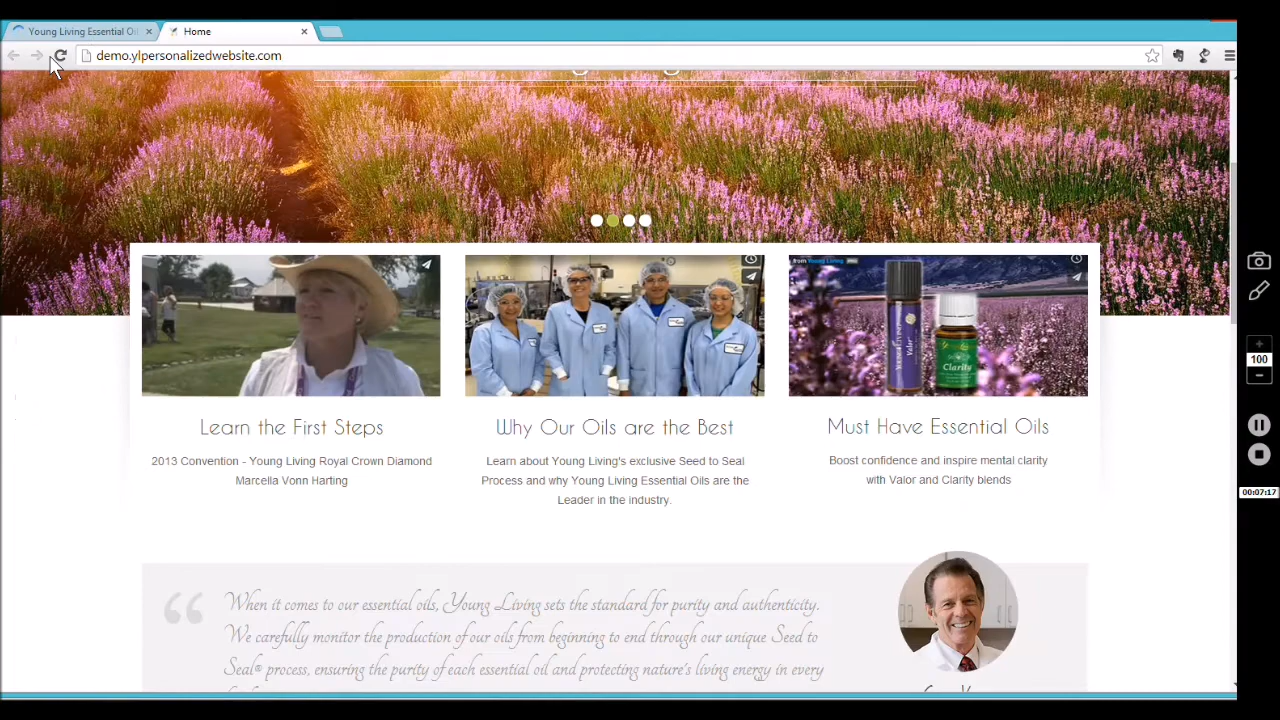 Young Living Essential Oi
Home
demo.ylpersonalizedwebsite.com
from Young Living
Valor
Clarity
100
00:07:17
Learn the First Steps
2013 Convention - Young Living Royal Crown Diamond
Marcella Vonn Harting
Why Our Oils are the Best
Learn about Young Living's exclusive Seed to Seal
Process and why Young Living Essential Oils are the
Leader in the industry.
Must Have Essential Oils
Boost confidence and inspire mental clarity
with Valor and Clarity blends
“ When it comes to our essential oils, Young Living sets the standard for purity and authenticity.
We carefully monitor the production of our oils from beginning to end through our unique Seed to
Seal® process, ensuring the purity of each essential oil and protecting nature's living energy in every